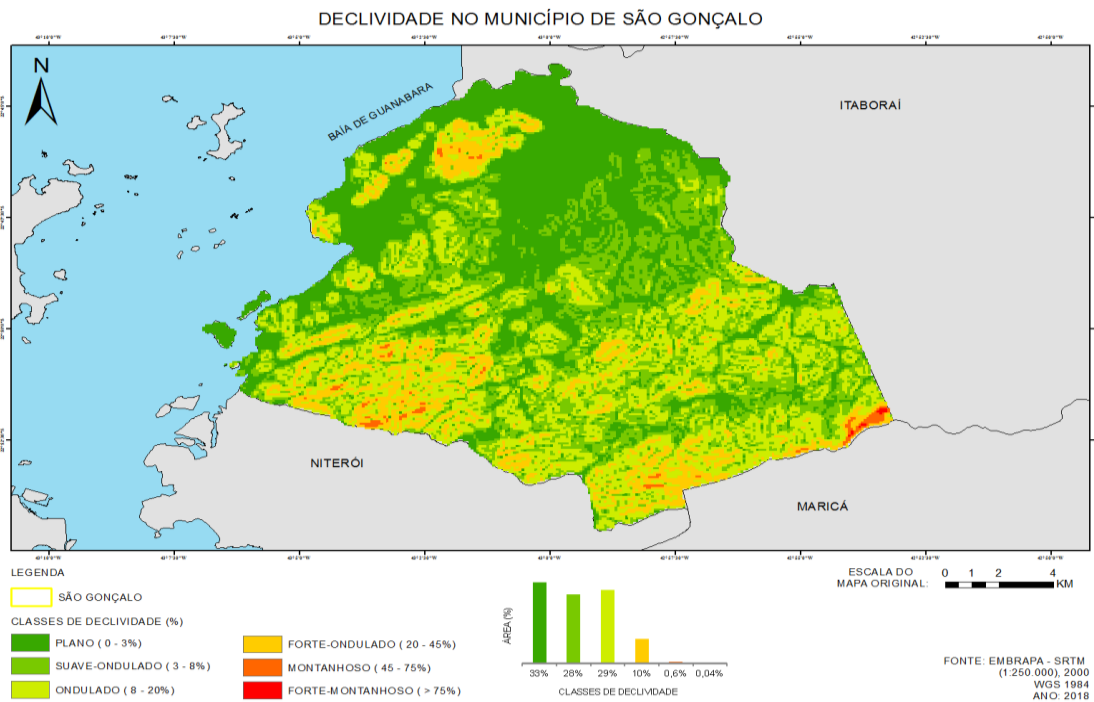 DECLIVIDADE NO MUNICÍPIO DE SÃO GONÇALO
N
BAÍA DE GUANABARA
ITABORAÍ
NITERÓI
MARICÁ
LEGENDA
SÃO GONÇALO
CLASSES DE DECLIVIDADE (%)
PLANO ( 0 - 3%)
SUAVE-ONDULADO ( 3 - 8%)
ONDULADO ( 8 - 20%)
FORTE-ONDULADO ( 20 - 45%)
MONTANHOSO ( 45 - 75%)
FORTE-MONTANHOSO ( > 75%)
ÁREA (%)
33% 26% 29% 10% 0,6% 0,04%
CLASSES DE DECLIVIDADE
ESCALA DO
MAPA ORIGINAL:
0 1 2 4
KM
FONTE: EMBRAPA - SRTM
(1:250.000), 2000
WGS 1984
ANO: 2018